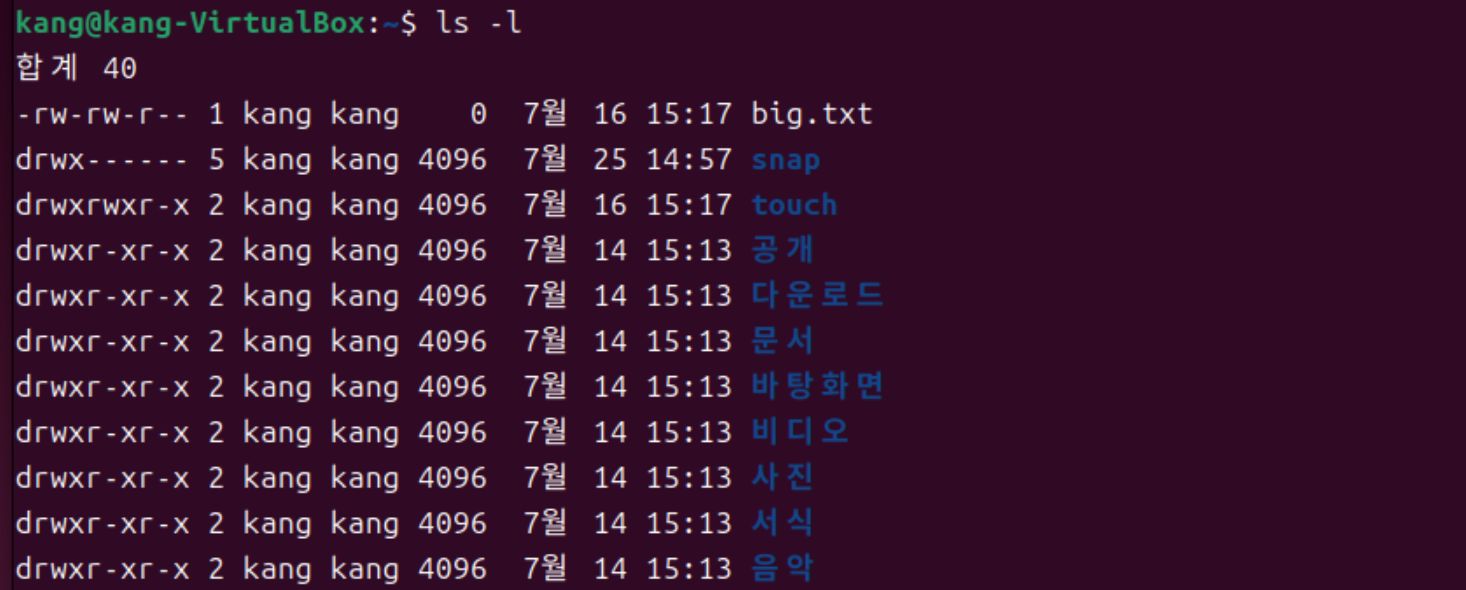 kang@kang-VirtualBox:~$ ls -l
합계 40
-rw-rw-r-- 1 kang kang    0  7월 16 15:17 big.txt
drwx------ 5 kang kang 4096  7월 25 14:57 snap
drwxrwxr-x 2 kang kang 4096  7월 16 15:17 touch
drwxr-xr-x 2 kang kang 4096  7월 14 15:13 공개
drwxr-xr-x 2 kang kang 4096  7월 14 15:13 다운로드
drwxr-xr-x 2 kang kang 4096  7월 14 15:13 문서
drwxr-xr-x 2 kang kang 4096  7월 14 15:13 바탕화면
drwxr-xr-x 2 kang kang 4096  7월 14 15:13 비디오
drwxr-xr-x 2 kang kang 4096  7월 14 15:13 사진
drwxr-xr-x 2 kang kang 4096  7월 14 15:13 서식
drwxr-xr-x 2 kang kang 4096  7월 14 15:13 음악